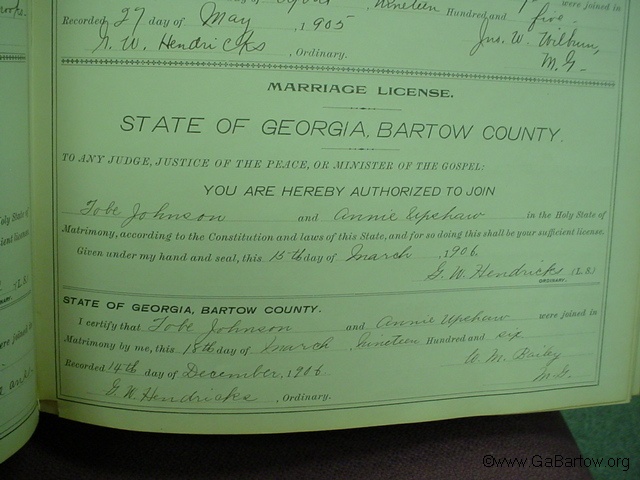 Nineteen Hundred and five.
were joined in
Recorded 27 day of May, 1905
Jno. W. Wilburn,
G. W. Hendricks, Ordinary.
M.G.
MARRIAGE LICENSE.
STATE OF GEORGIA, BARTOW COUNTY.
TO ANY JUDGE, JUSTICE OF THE PEACE, OR MINISTER OF THE GOSPEL:
YOU ARE HEREBY AUTHORIZED TO JOIN
Tobe Johnson and Annie Upshaw in the Holy State of
Matrimony, according to the Constitution and laws of this State, and for so doing this shall be your sufficient license.
Given under my hand and seal, this 15th day of March, 1906.
G. W. Hendricks (L. S.)
ORDINARY.
STATE OF GEORGIA, BARTOW COUNTY.
I certify that Tobe Johnson and Annie Upshaw were joined in
Matrimony by me, this 18th day of March Nineteen Hundred and six
W. M. Bailey
Recorded 14th day of December, 1906
M.G.
G. W. Hendricks, Ordinary.
©www.GaBartow.org